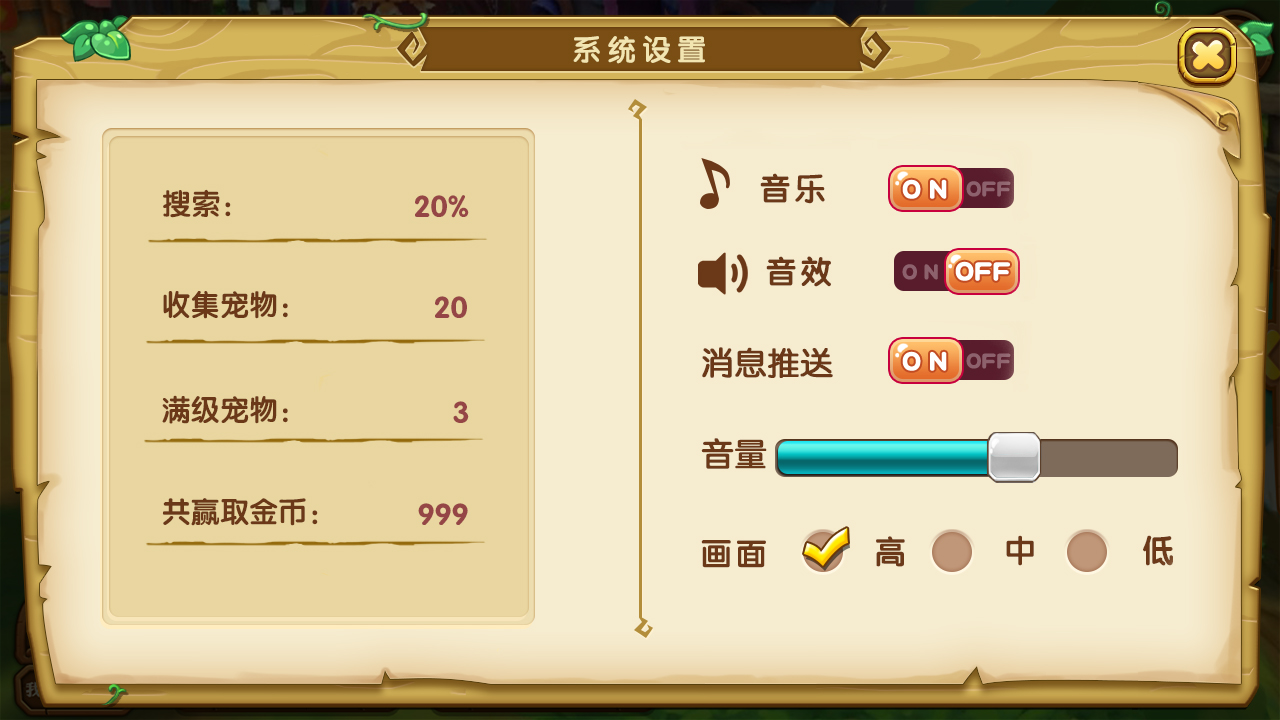 系统设置
搜索: 20%
收集宠物: 20
满级宠物: 3
共赢取金币: 999
音乐 ON OFF
音效 ON OFF
消息推送 ON OFF
音量
画面 高 中 低
我